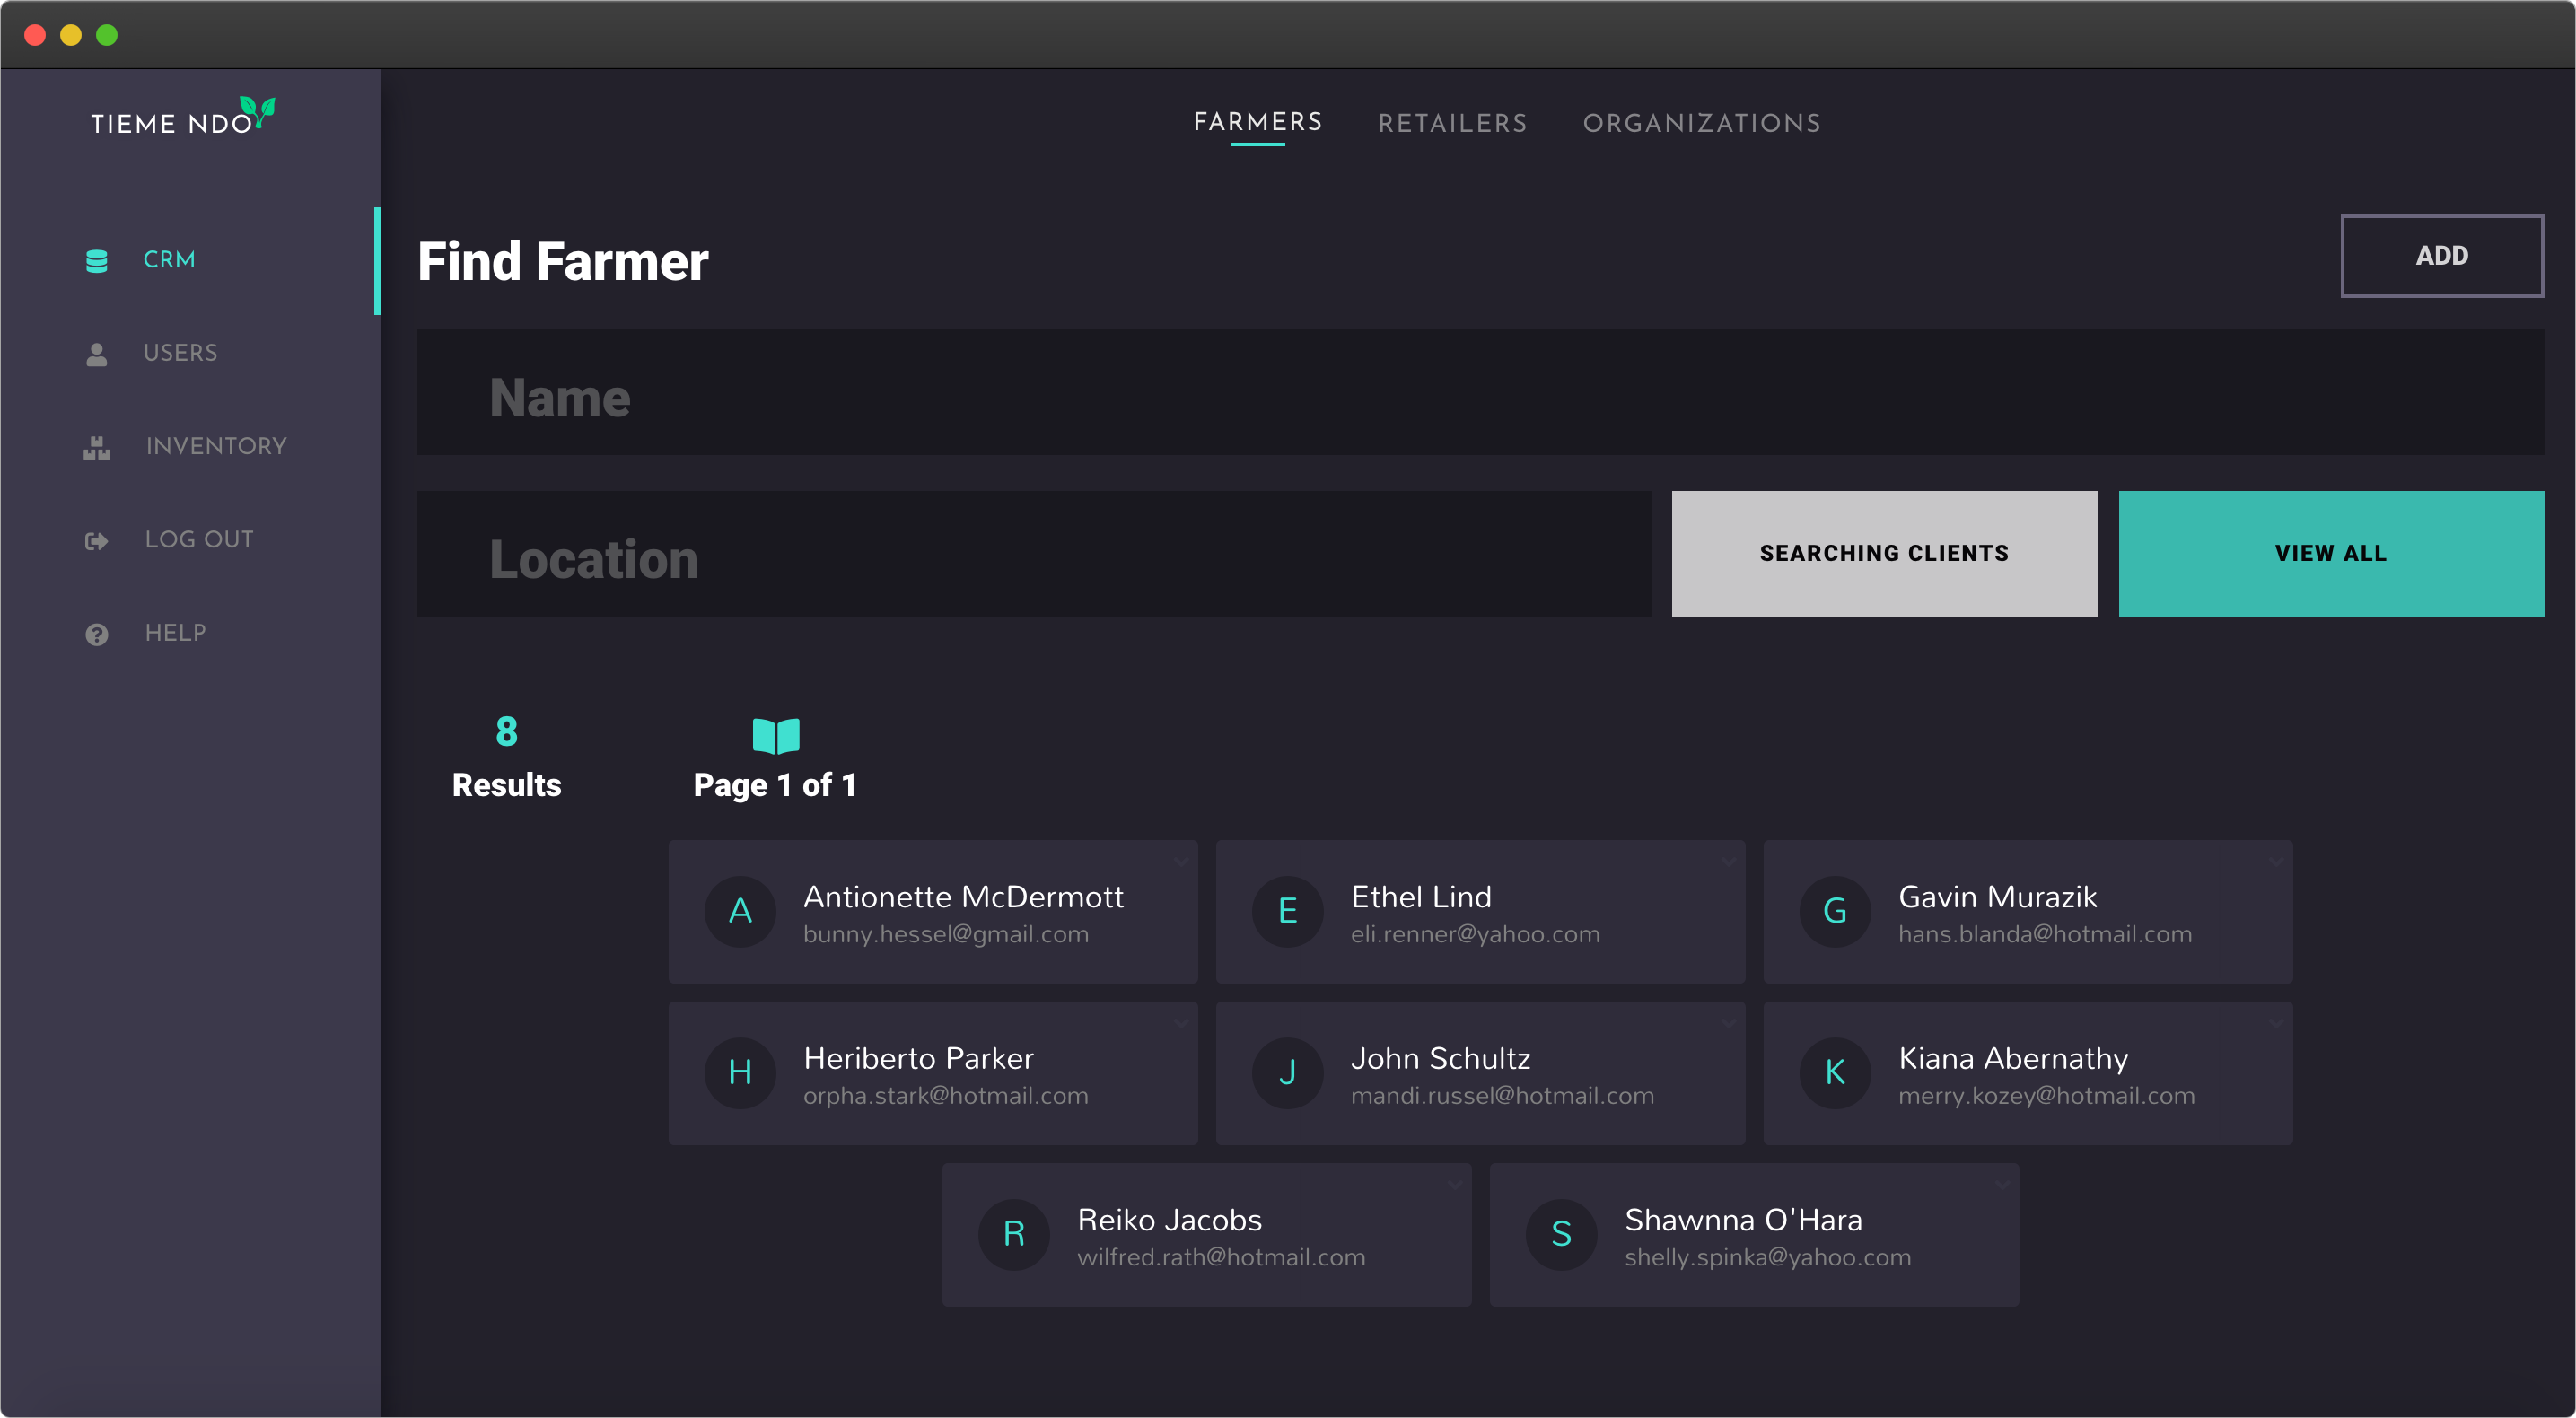 TIEME NDO
FARMERS
RETAILERS
ORGANIZATIONS
CRM
USERS
INVENTORY
LOG OUT
HELP
Find Farmer
ADD
Name
Location
SEARCHING CLIENTS
VIEW ALL
8
Results
Page 1 of 1
A
Antionette McDermott
bunny.hessel@gmail.com
E
Ethel Lind
eli.renner@yahoo.com
G
Gavin Murazik
hans.blanda@hotmail.com
H
Heriberto Parker
orpha.stark@hotmail.com
J
John Schultz
mandi.russel@hotmail.com
K
Kiana Abernathy
merry.kozey@hotmail.com
R
Reiko Jacobs
wilfred.rath@hotmail.com
S
Shawnna O'Hara
shelly.spinka@yahoo.com